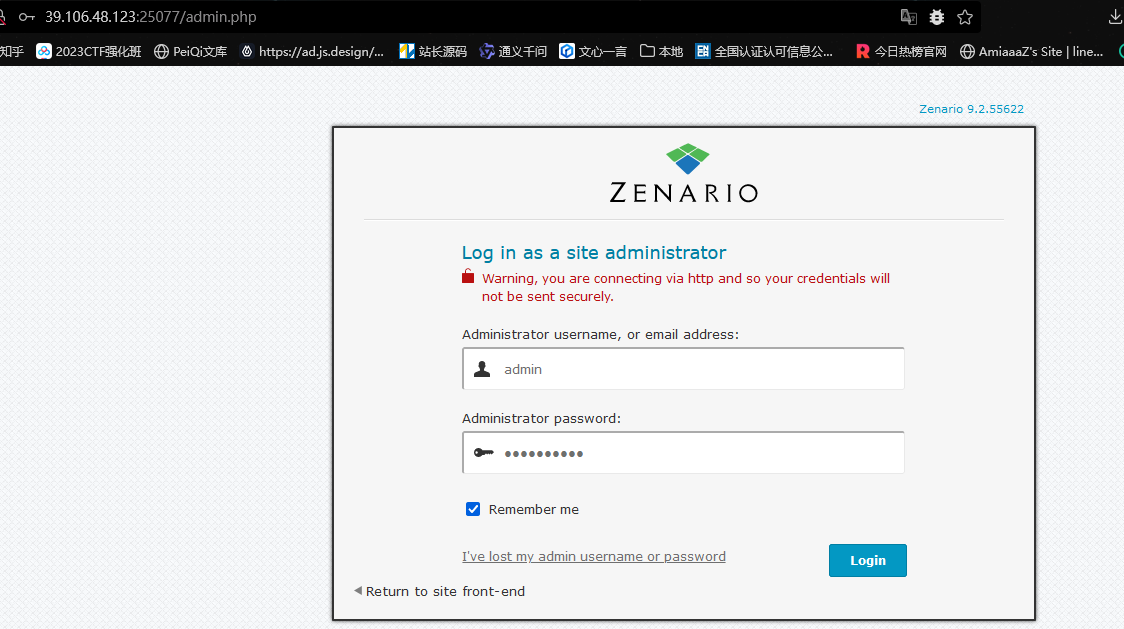 39.106.48.123:25077/admin.php
知乎 2023CTF强化班 PeiQi文库 https://ad.js.design/... 站长源码 通义千问 文心一言 本地 全国认证认可信息公... 今日热榜官网 AmiaaaZ's Site | line...
Zenario 9.2.55622
ZENARIO
Log in as a site administrator
Warning, you are connecting via http and so your credentials will
not be sent securely.
Administrator username, or email address:
admin
Administrator password:
••••••••••
Remember me
I've lost my admin username or password
Login
Return to site front-end